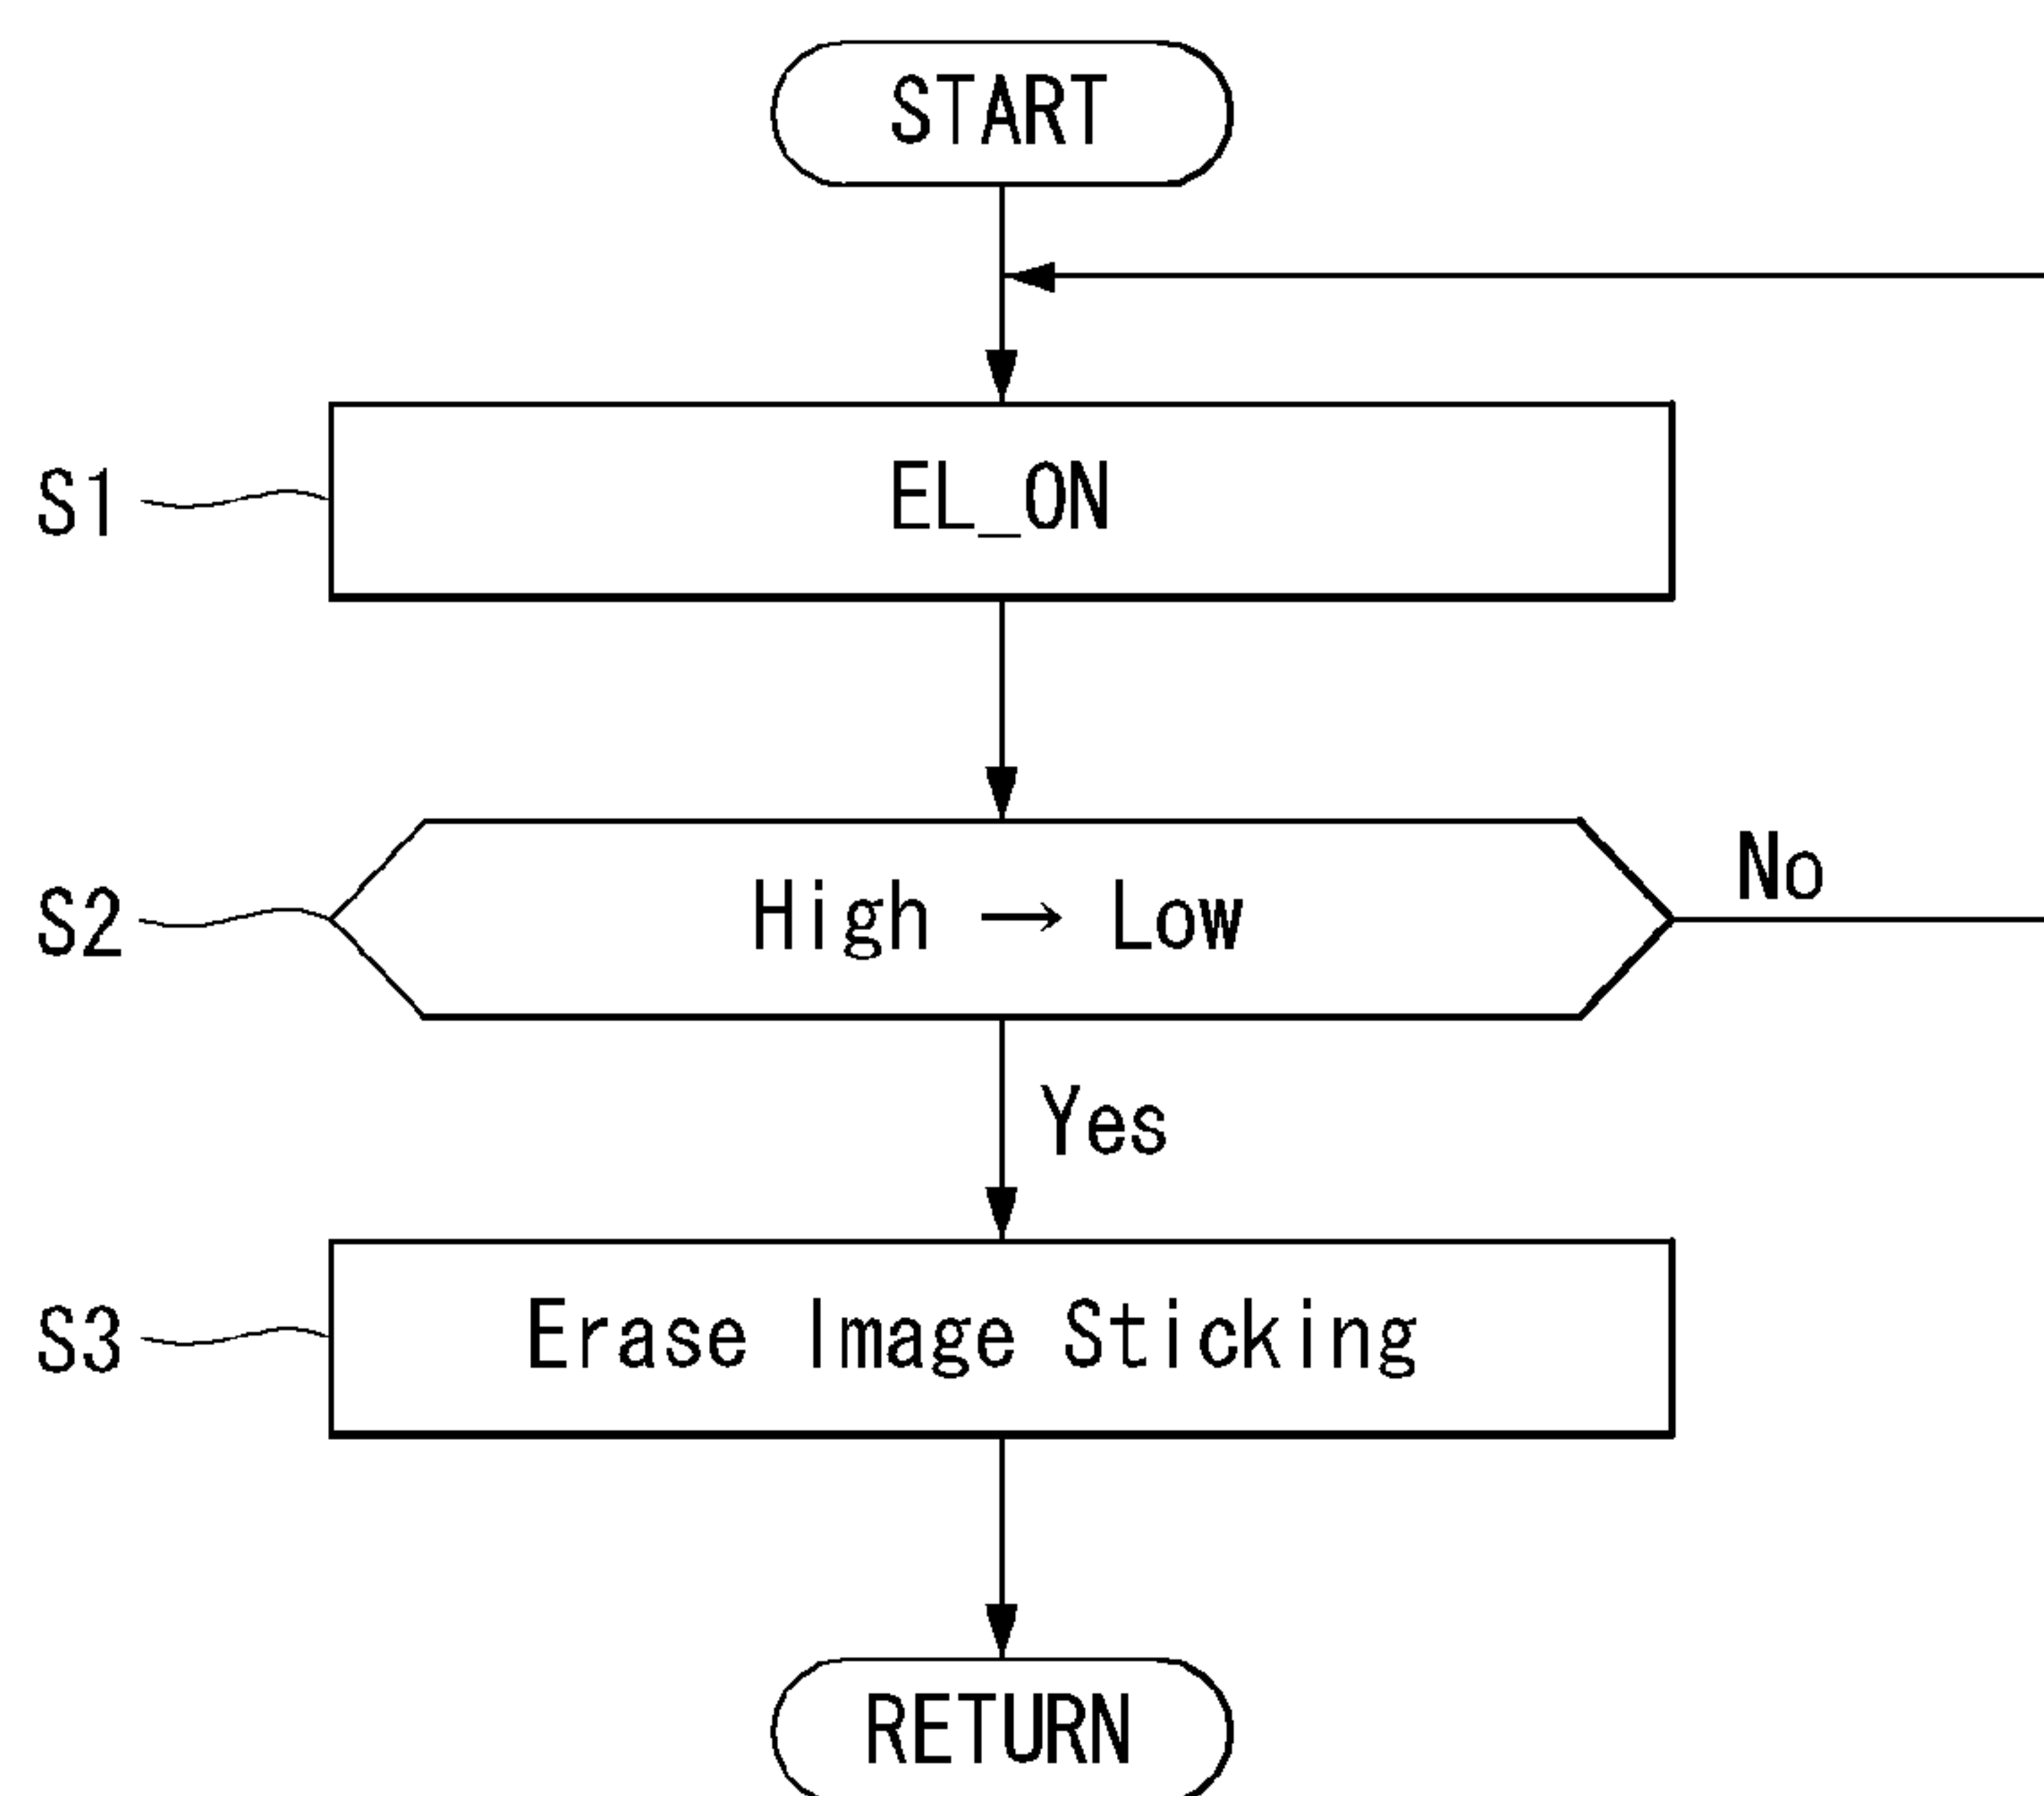 START
S1
EL_ON
S2
High → Low
No
Yes
S3
Erase Image Sticking
RETURN